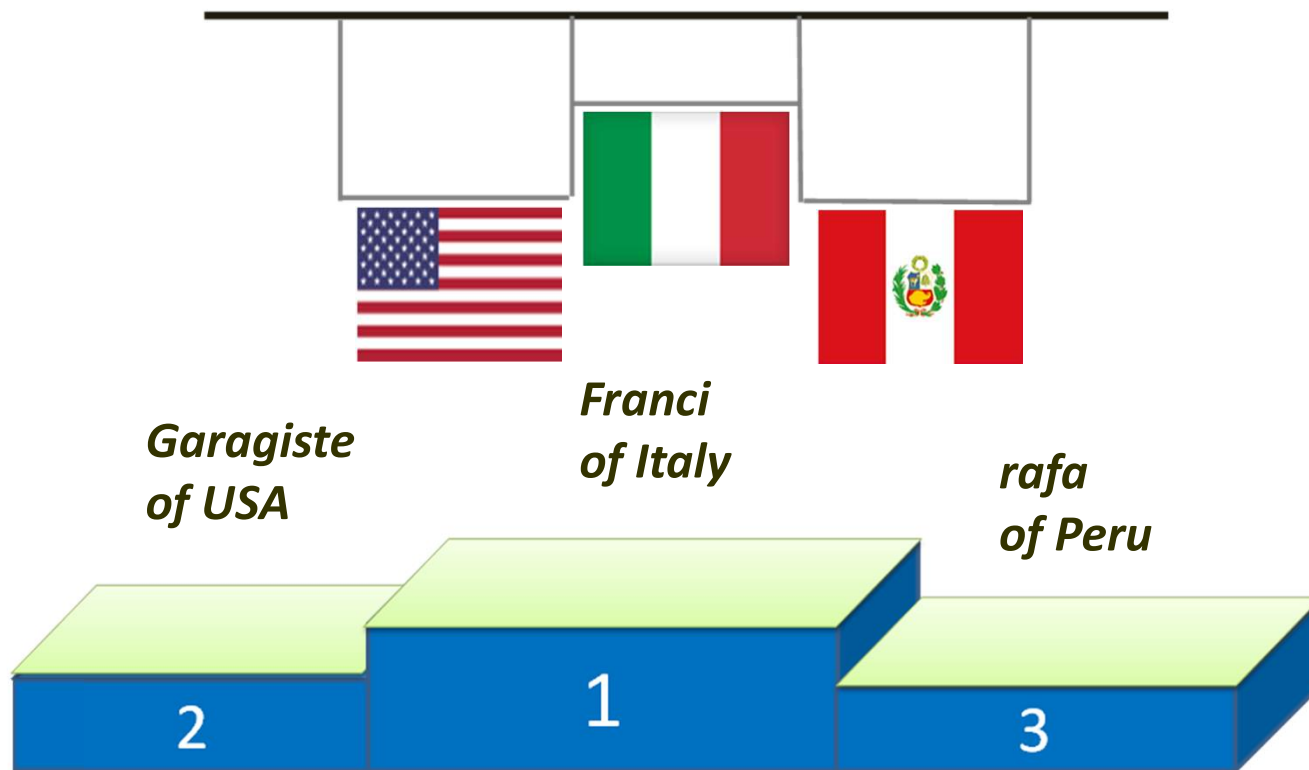 Franci
of Italy
Garagiste
of USA
rafa
of Peru
2
1
3